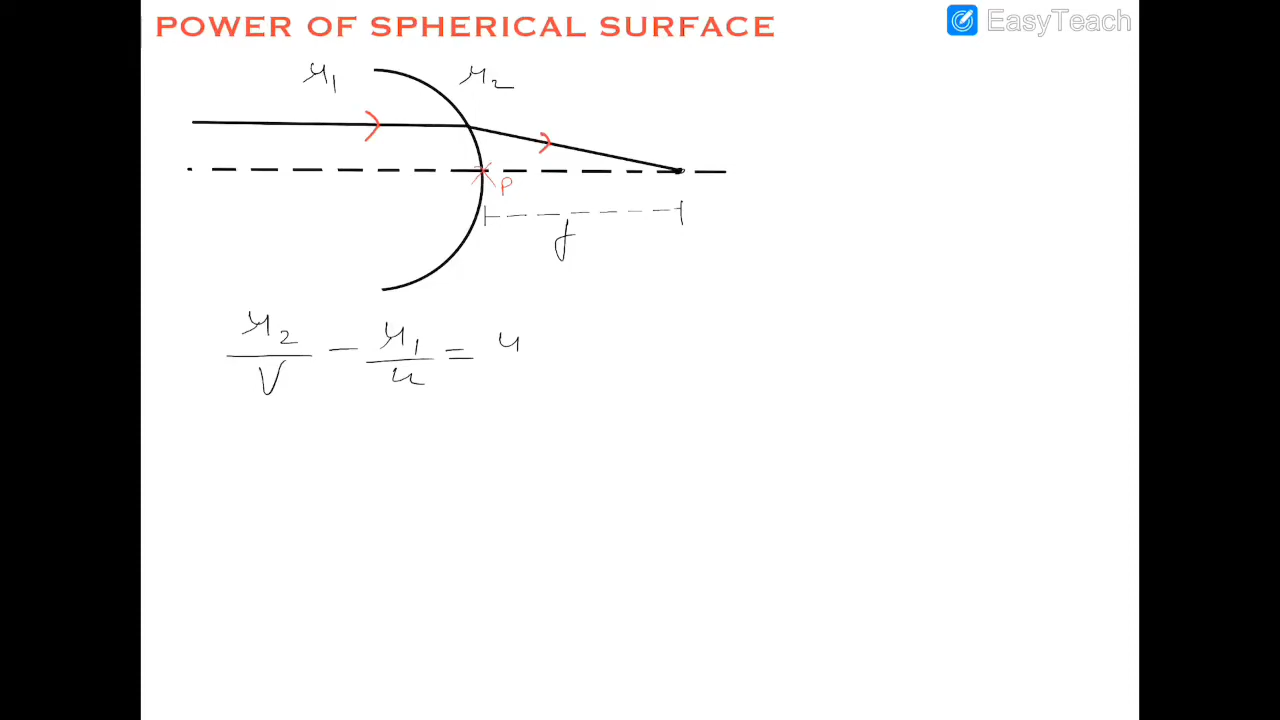 POWER OF SPHERICAL SURFACE
EasyTeach
μ₁ μ₂
P
f
μ₂/V - μ₁/u = u